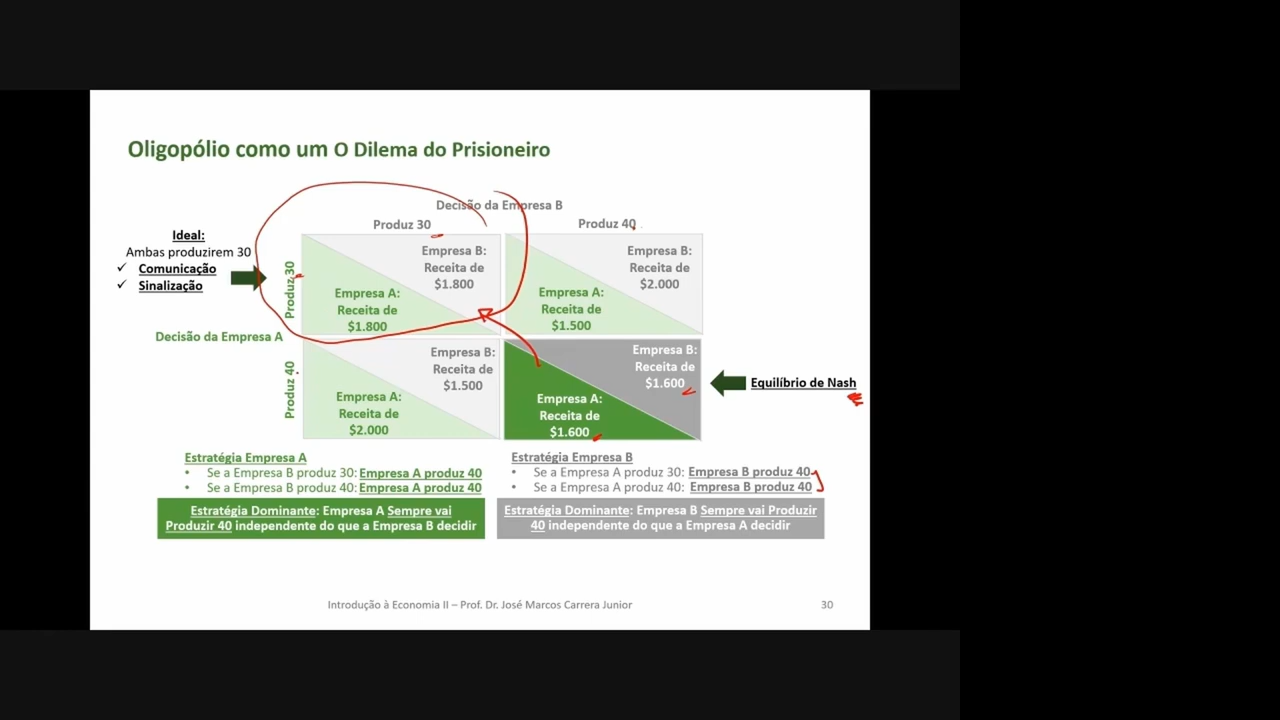 Oligopólio como um O Dilema do Prisioneiro
Decisão da Empresa B
Produz 30
Produz 40
Ideal:
Ambas produzirem 30
✓ Comunicação
✓ Sinalização
Decisão da Empresa A
Produz 30
Empresa B:
Receita de
$1.800
Empresa A:
Receita de
$1.800
Empresa B:
Receita de
$2.000
Empresa A:
Receita de
$1.500
Produz 40
Empresa B:
Receita de
$1.500
Empresa A:
Receita de
$2.000
Empresa B:
Receita de
$1.600
Empresa A:
Receita de
$1.600
Equilíbrio de Nash
Estratégia Empresa A
• Se a Empresa B produz 30: Empresa A produz 40
• Se a Empresa B produz 40: Empresa A produz 40
Estratégia Dominante: Empresa A Sempre vai
Produzir 40 independente do que a Empresa B decidir
Estratégia Empresa B
• Se a Empresa A produz 30: Empresa B produz 40
• Se a Empresa A produz 40: Empresa B produz 40
Estratégia Dominante: Empresa B Sempre vai Produzir
40 independente do que a Empresa A decidir
Introdução à Economia II – Prof. Dr. José Marcos Carrera Junior
30